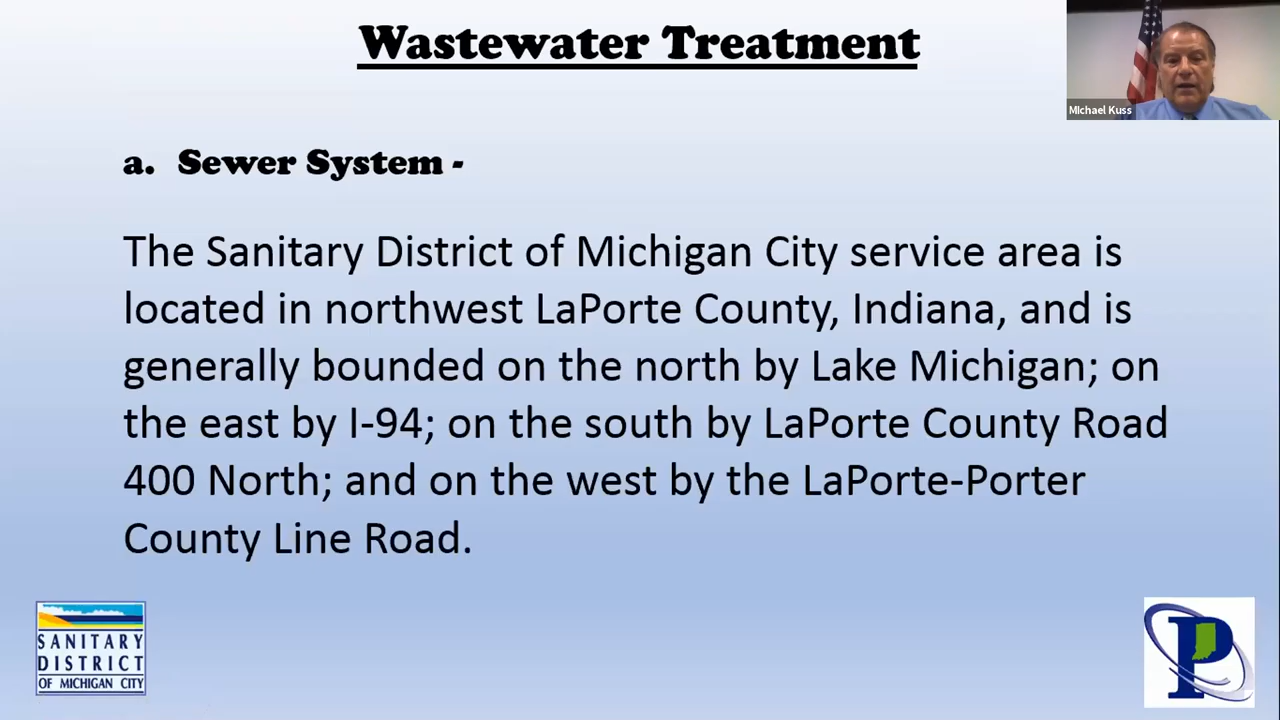 Wastewater Treatment
MIchael Kuss
a. Sewer System -
The Sanitary District of Michigan City service area is
located in northwest LaPorte County, Indiana, and is
generally bounded on the north by Lake Michigan; on
the east by I-94; on the south by LaPorte County Road
400 North; and on the west by the LaPorte-Porter
County Line Road.
SANITARY
DISTRICT
OF MICHIGAN CITY
P